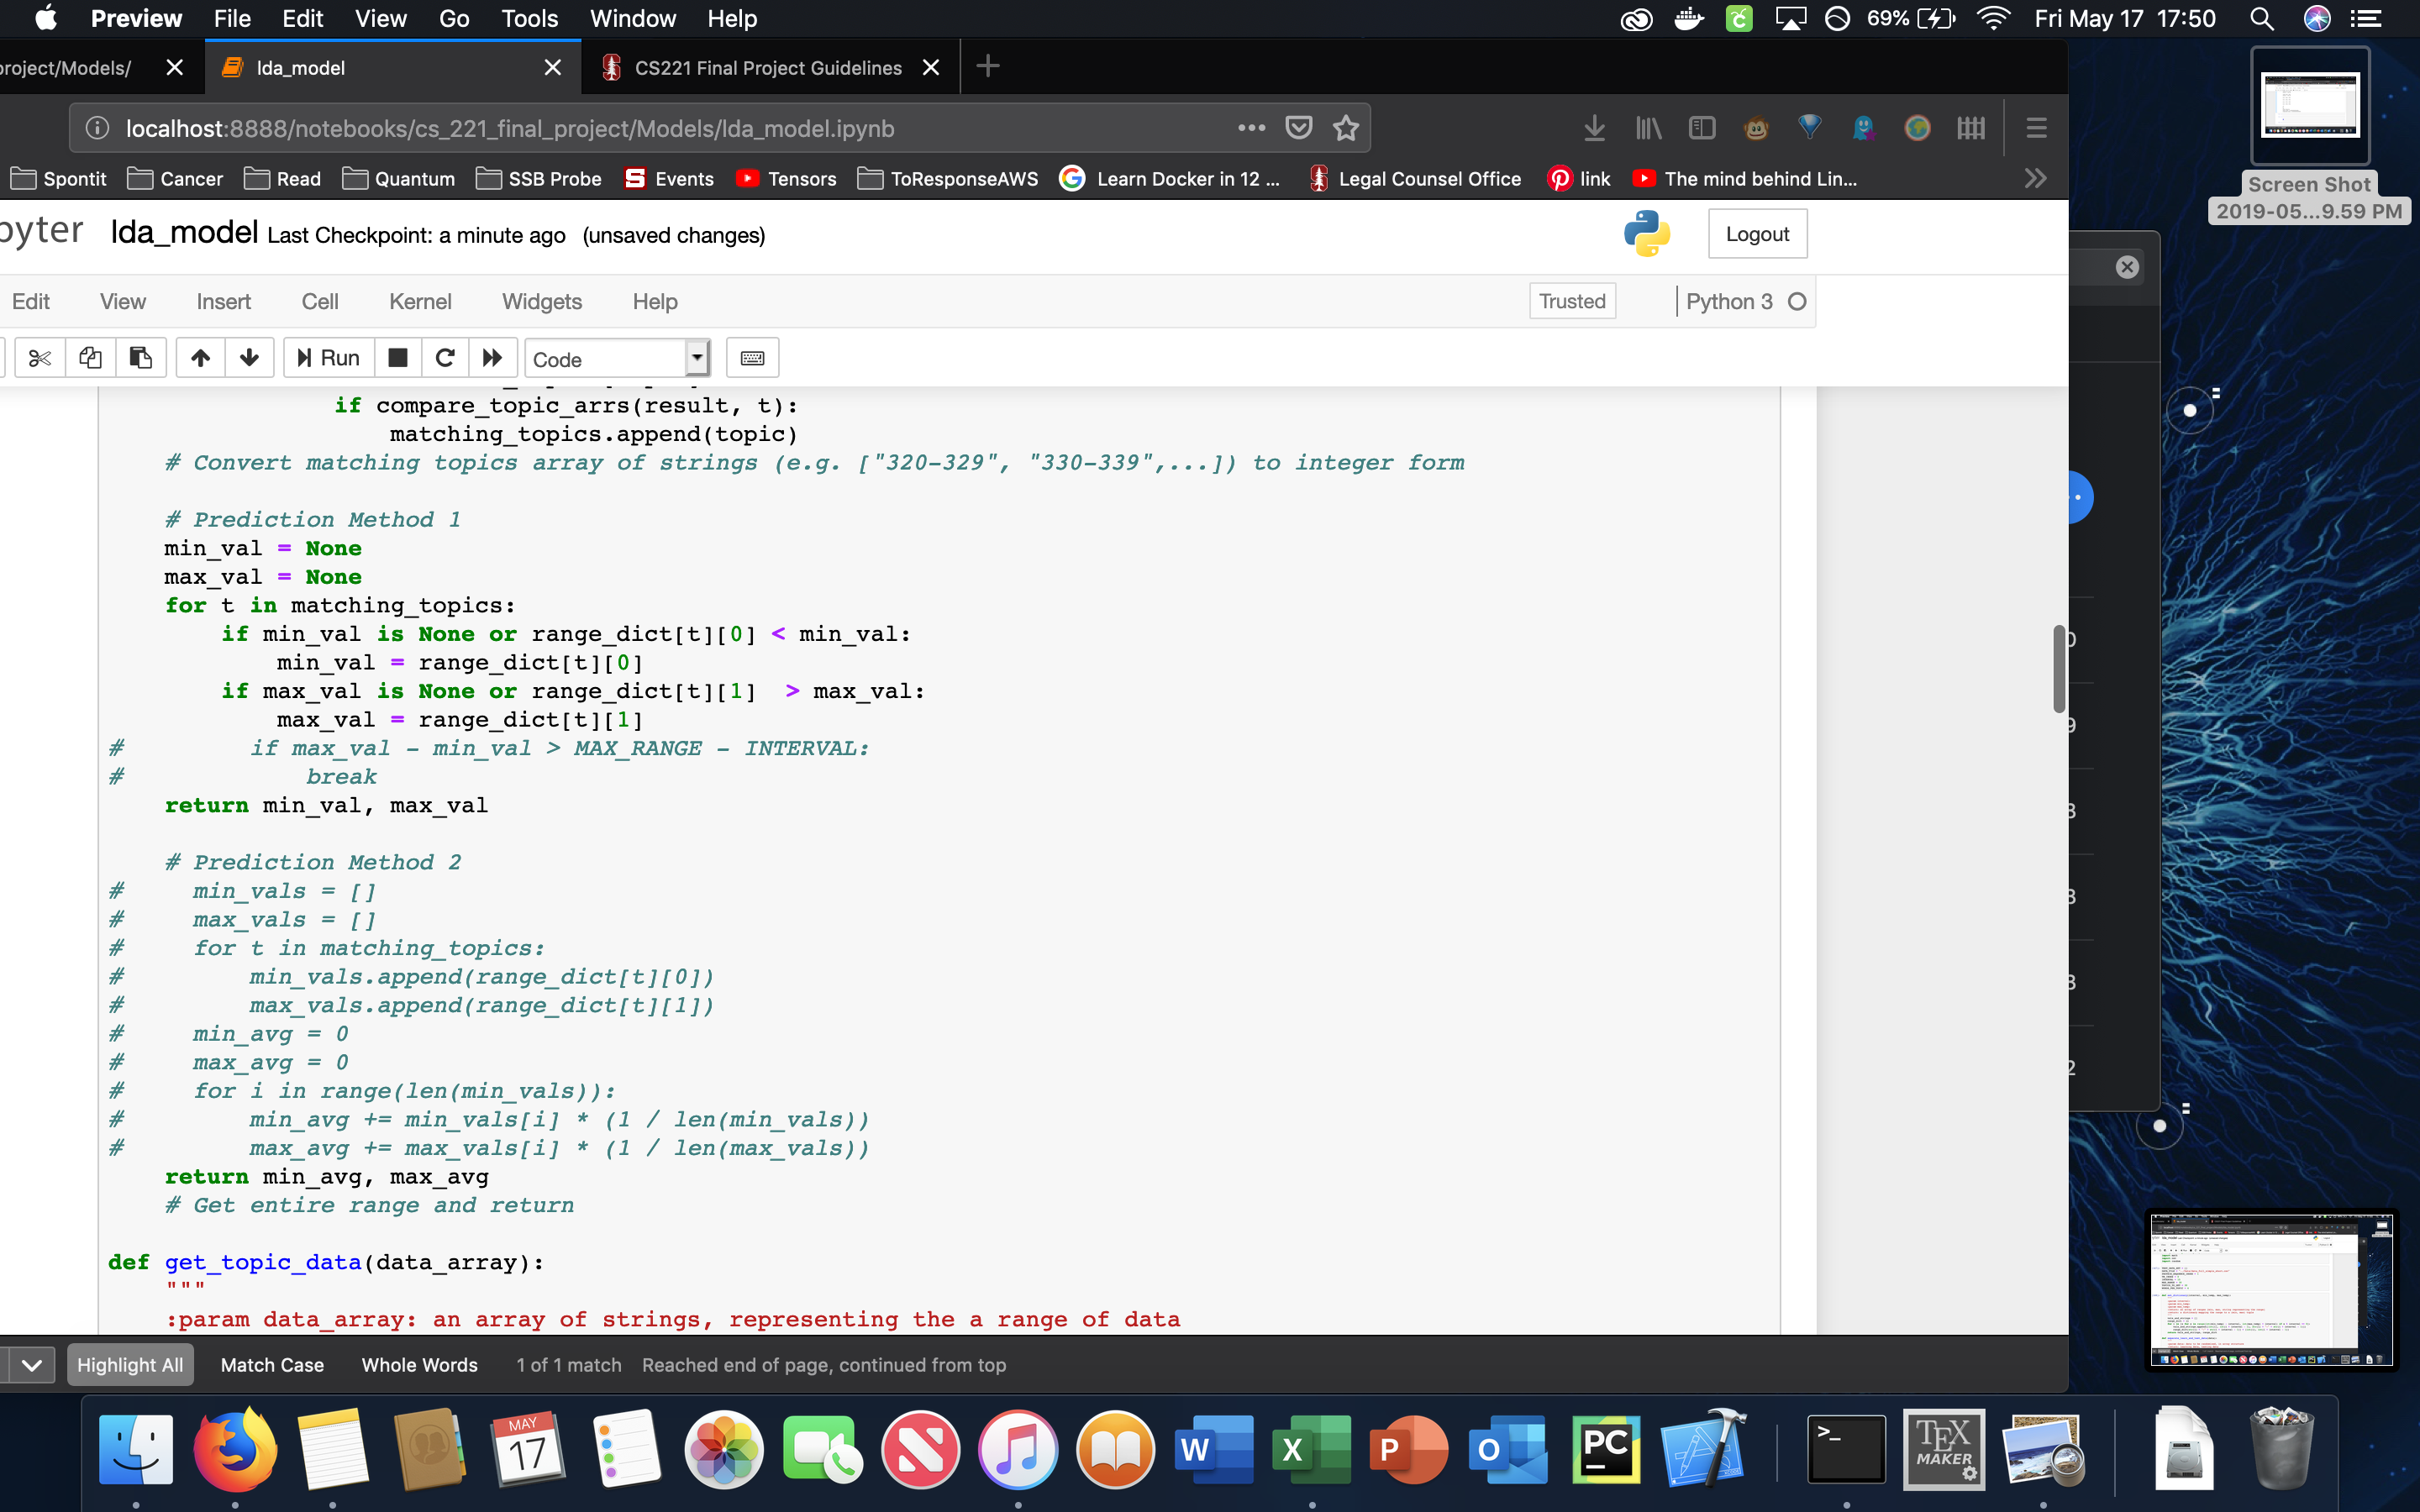 Preview File Edit View Go Tools Window Help 69% Fri May 17 17:50
project/Models/ lda_model CS221 Final Project Guidelines
localhost:8888/notebooks/cs_221_final_project/Models/lda_model.ipynb
Spontit Cancer Read Quantum SSB Probe Events Tensors ToResponseAWS Learn Docker in 12 ... Legal Counsel Office link The mind behind Lin...
Screen Shot
2019-05...9.59 PM
pyter lda_model Last Checkpoint: a minute ago (unsaved changes) Logout
Edit View Insert Cell Kernel Widgets Help Trusted Python 3
Run Code
if compare_topic_arrs(result, t):
matching_topics.append(topic)
# Convert matching topics array of strings (e.g. ["320-329", "330-339",...]) to integer form
# Prediction Method 1
min_val = None
max_val = None
for t in matching_topics:
if min_val is None or range_dict[t][0] < min_val:
min_val = range_dict[t][0]
if max_val is None or range_dict[t][1]  > max_val:
max_val = range_dict[t][1]
# if max_val - min_val > MAX_RANGE - INTERVAL:
# break
return min_val, max_val
# Prediction Method 2
# min_vals = []
# max_vals = []
# for t in matching_topics:
# min_vals.append(range_dict[t][0])
# max_vals.append(range_dict[t][1])
# min_avg = 0
# max_avg = 0
# for i in range(len(min_vals)):
# min_avg += min_vals[i] * (1 / len(min_vals))
# max_avg += max_vals[i] * (1 / len(max_vals))
return min_avg, max_avg
# Get entire range and return
def get_topic_data(data_array):
"""
:param data_array: an array of strings, representing the a range of data
Highlight All Match Case Whole Words 1 of 1 match Reached end of page, continued from top
MAY
17
W X P O PC >_ TEX
MAKER